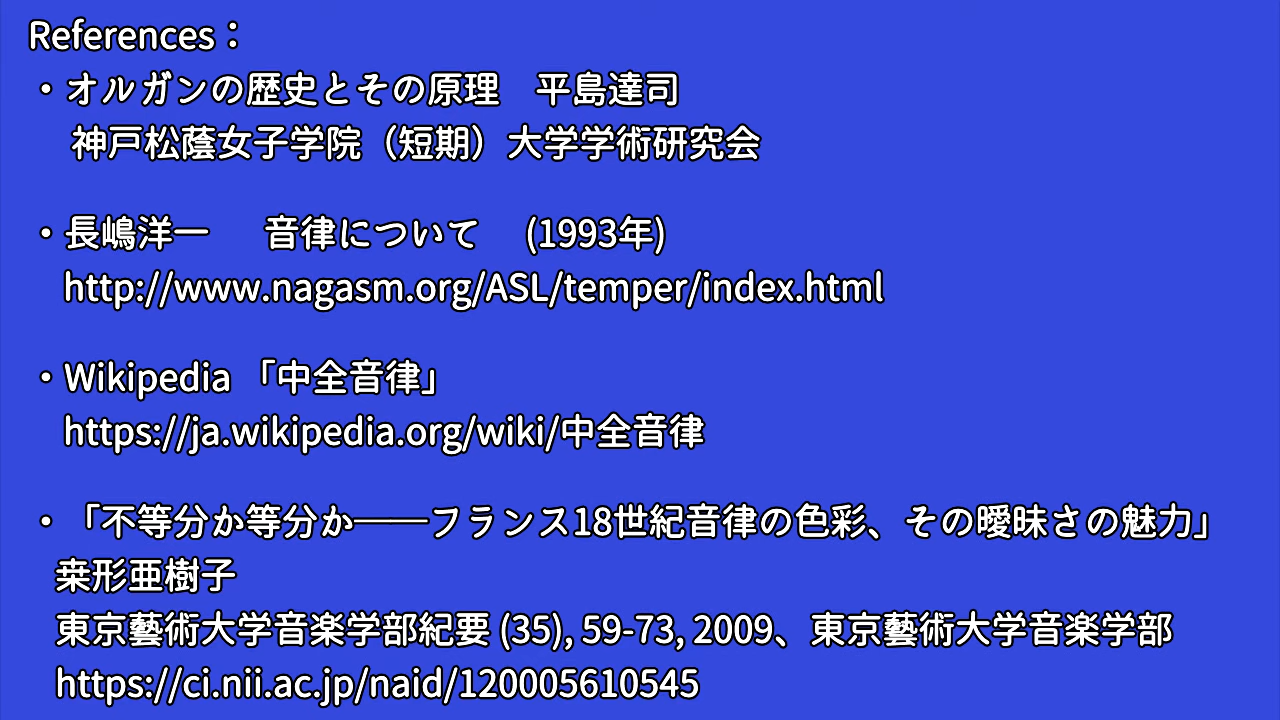 References：
・オルガンの歴史とその原理　平島達司
神戸松蔭女子学院（短期）大学学術研究会
・長嶋洋一　音律について　(1993年)
http://www.nagasm.org/ASL/temper/index.html
・Wikipedia 「中全音律」
https://ja.wikipedia.org/wiki/中全音律
・「不等分か等分か――フランス18世紀音律の色彩、その曖昧さの魅力」
桒形亜樹子
東京藝術大学音楽学部紀要 (35), 59-73, 2009、東京藝術大学音楽学部
https://ci.nii.ac.jp/naid/120005610545